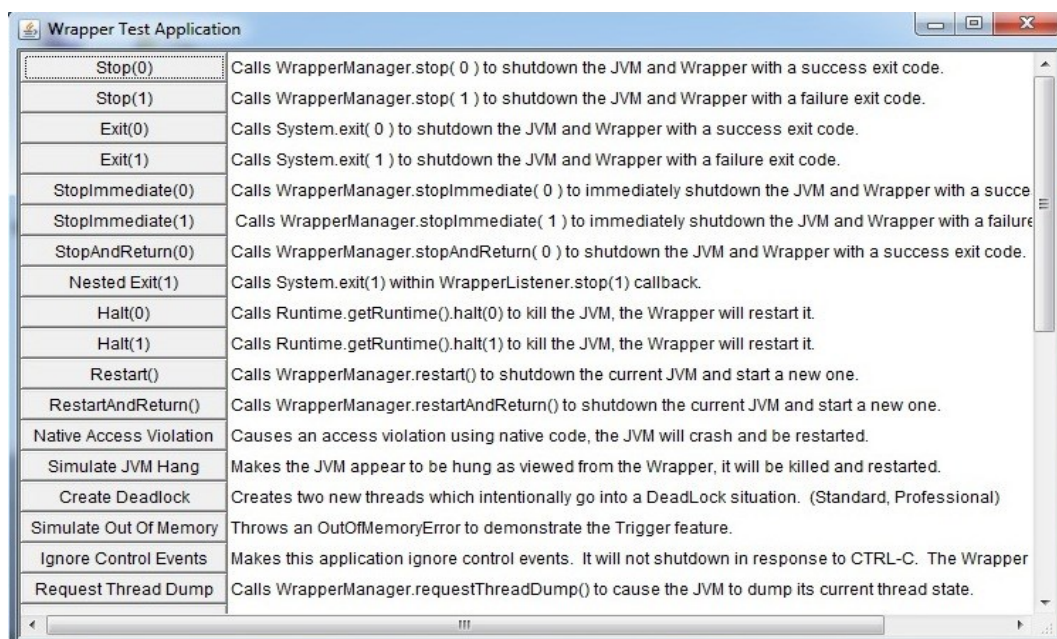 Wrapper Test Application
Stop(0) Calls WrapperManager.stop( 0 ) to shutdown the JVM and Wrapper with a success exit code.
Stop(1) Calls WrapperManager.stop( 1 ) to shutdown the JVM and Wrapper with a failure exit code.
Exit(0) Calls System.exit( 0 ) to shutdown the JVM and Wrapper with a success exit code.
Exit(1) Calls System.exit( 1 ) to shutdown the JVM and Wrapper with a failure exit code.
StopImmediate(0) Calls WrapperManager.stopImmediate( 0 ) to immediately shutdown the JVM and Wrapper with a succe
StopImmediate(1) Calls WrapperManager.stopImmediate( 1 ) to immediately shutdown the JVM and Wrapper with a failure
StopAndReturn(0) Calls WrapperManager.stopAndReturn( 0 ) to shutdown the JVM and Wrapper with a success exit code.
Nested Exit(1) Calls System.exit(1) within WrapperListener.stop(1) callback.
Halt(0) Calls Runtime.getRuntime().halt(0) to kill the JVM, the Wrapper will restart it.
Halt(1) Calls Runtime.getRuntime().halt(1) to kill the JVM, the Wrapper will restart it.
Restart() Calls WrapperManager.restart() to shutdown the current JVM and start a new one.
RestartAndReturn() Calls WrapperManager.restartAndReturn() to shutdown the current JVM and start a new one.
Native Access Violation Causes an access violation using native code, the JVM will crash and be restarted.
Simulate JVM Hang Makes the JVM appear to be hung as viewed from the Wrapper, it will be killed and restarted.
Create Deadlock Creates two new threads which intentionally go into a DeadLock situation. (Standard, Professional)
Simulate Out Of Memory Throws an OutOfMemoryError to demonstrate the Trigger feature.
Ignore Control Events Makes this application ignore control events. It will not shutdown in response to CTRL-C. The Wrapper
Request Thread Dump Calls WrapperManager.requestThreadDump() to cause the JVM to dump its current thread state.